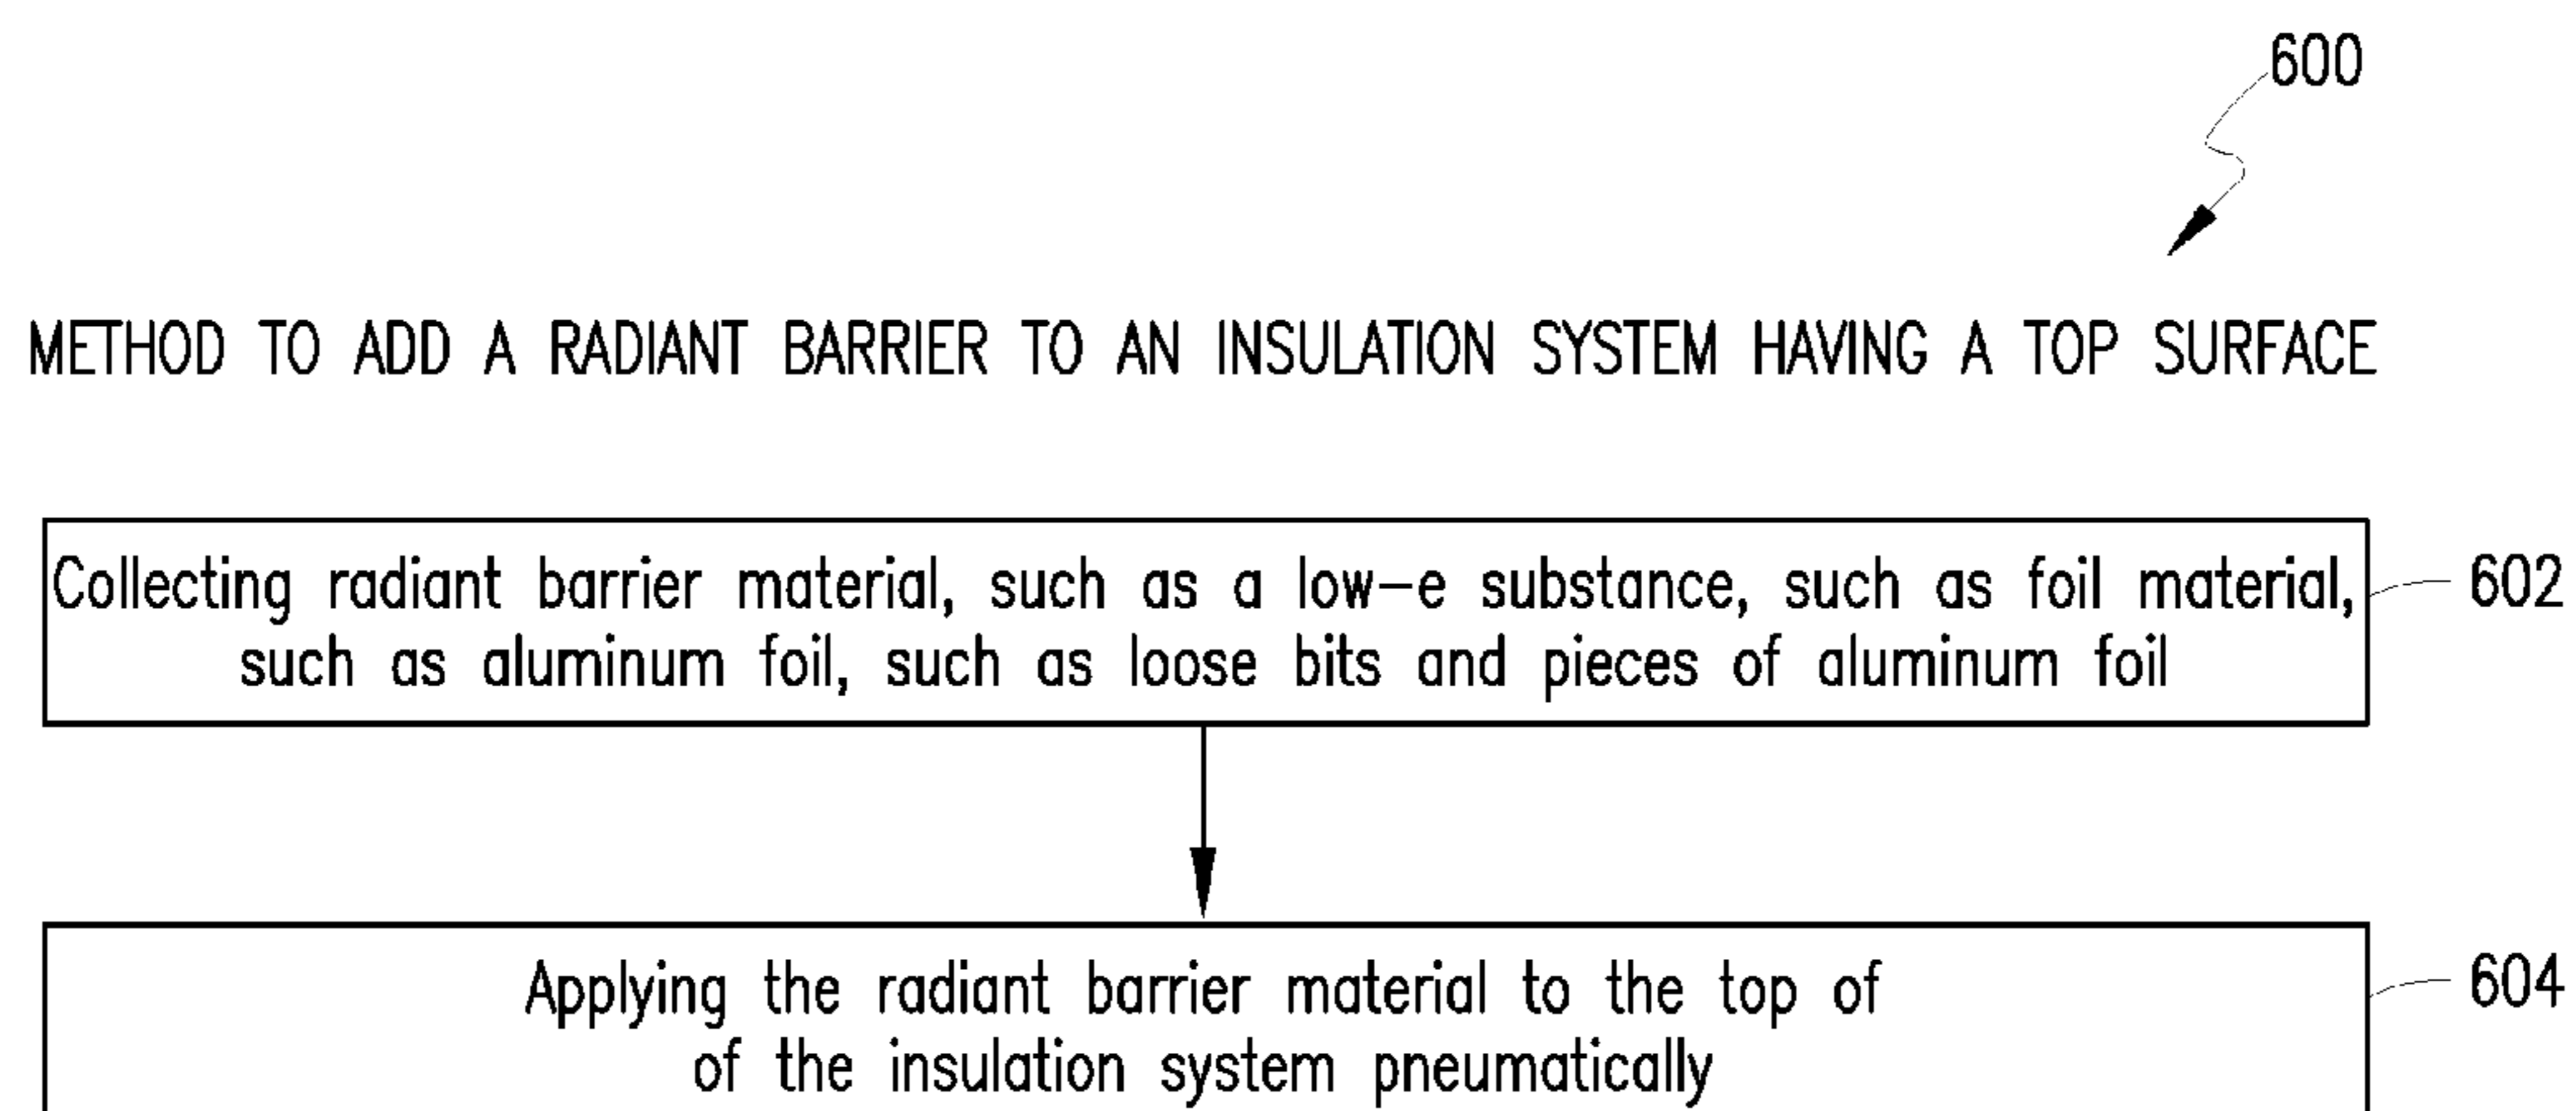 600
METHOD TO ADD A RADIANT BARRIER TO AN INSULATION SYSTEM HAVING A TOP SURFACE
Collecting radiant barrier material, such as a low-e substance, such as foil material,
such as aluminum foil, such as loose bits and pieces of aluminum foil
602
Applying the radiant barrier material to the top of
of the insulation system pneumatically
604